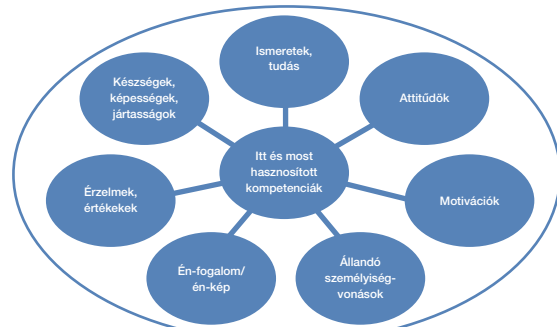 Ismeretek,
tudás
Készségek,
képességek,
jártasságok
Attitűdök
Itt és most
hasznosított
kompetenciák
Érzelmek,
értékekek
Motivációk
Én-fogalom/
én-kép
Állandó
személyiség-
vonások